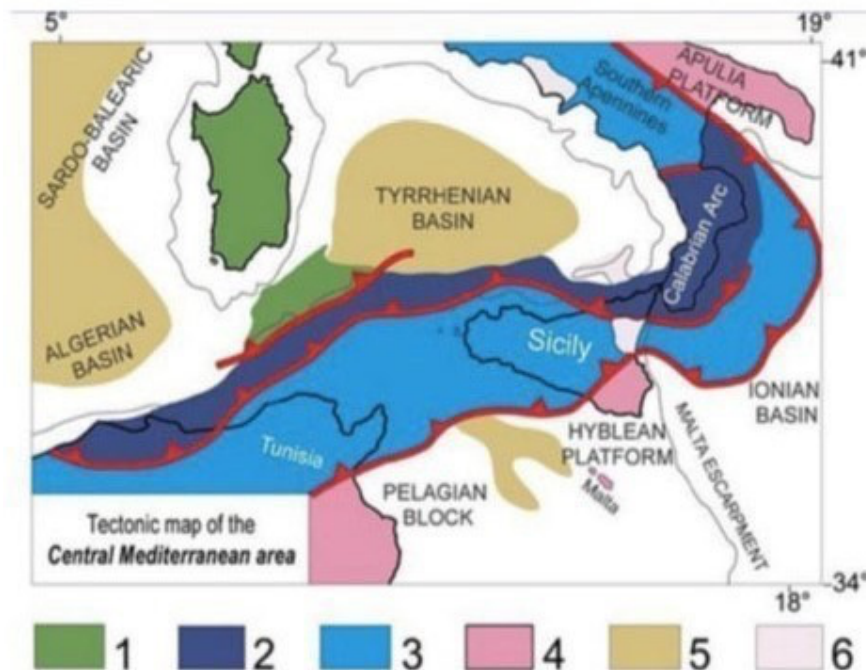 5°
19°
41°
SARDO-BALEARIC
BASIN
APULIA
PLATFORM
Southern
Apennines
TYRRHENIAN
BASIN
Calabrian Arc
ALGERIAN
BASIN
Sicily
IONIAN
BASIN
HYBLEAN
PLATFORM
MALTA ESCARPMENT
Tunisia
Malta
PELAGIAN
BLOCK
Tectonic map of the
Central Mediterranean area
34°
18°
1 2 3 4 5 6